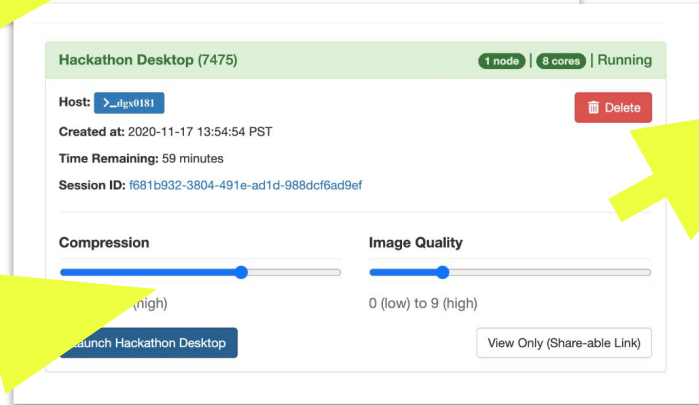 Hackathon Desktop (7475)
1 node | 8 cores | Running
Host: >_dgx0181
Delete
Created at: 2020-11-17 13:54:54 PST
Time Remaining: 59 minutes
Session ID: f681b932-3804-491e-ad1d-988dcf6ad9ef
Compression
Image Quality
(high)
0 (low) to 9 (high)
Launch Hackathon Desktop
View Only (Share-able Link)